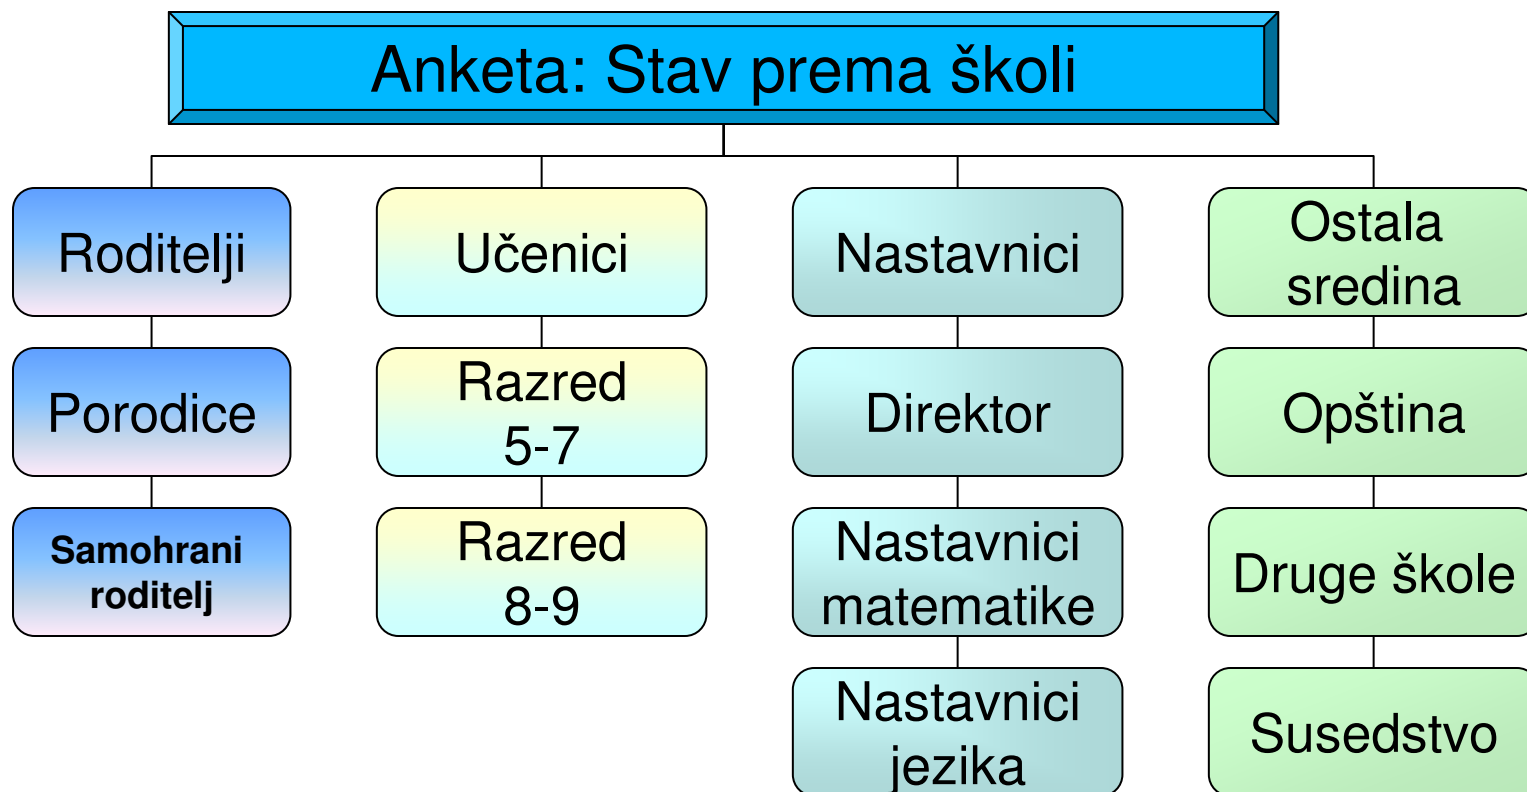 Anketa: Stav prema školi
Roditelji
Učenici
Nastavnici
Ostala
sredina
Porodice
Razred
5-7
Direktor
Opština
Samohrani
roditelj
Razred
8-9
Nastavnici
matematike
Druge škole
Nastavnici
jezika
Susedstvo